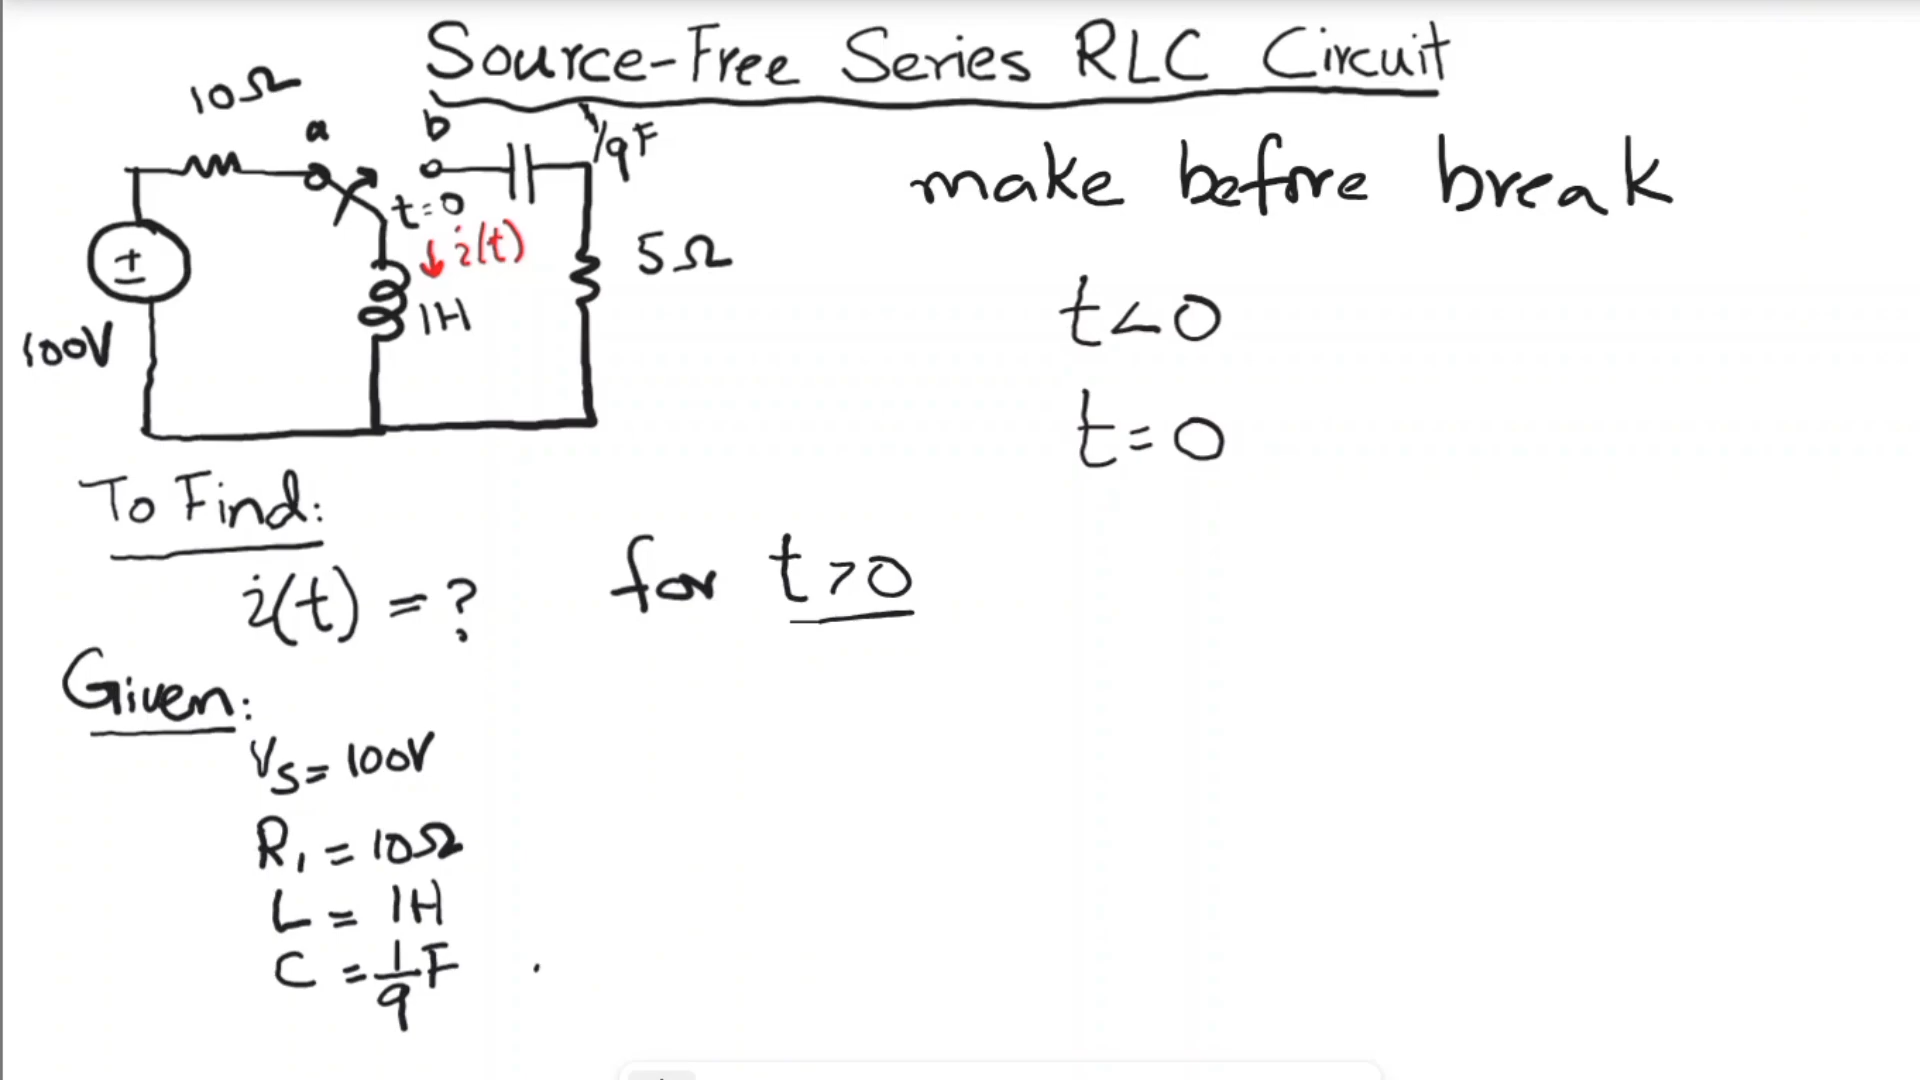 Source-Free Series RLC Circuit
10Ω
a
b
1/9F
t=0
i(t)
±
1H
5Ω
100V
make before break
t<0
t=0
To Find:
i(t) = ? for t>0
Given:
Vs = 100V
R₁ = 10Ω
L = 1H
C = 1/9 F